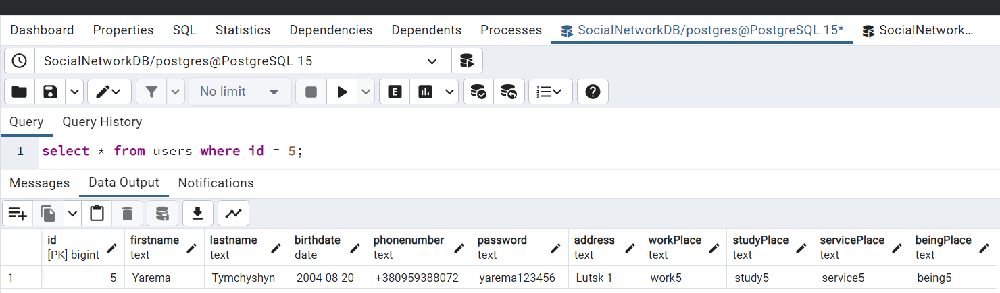 Dashboard Properties SQL Statistics Dependencies Dependents Processes SocialNetworkDB/postgres@PostgreSQL 15* SocialNetwork...
SocialNetworkDB/postgres@PostgreSQL 15
No limit E
Query Query History
1 select * from users where id = 5;
Messages Data Output Notifications
id firstname lastname birthdate phonenumber password address workPlace studyPlace servicePlace beingPlace
[PK] bigint text text date text text text text text text text
1 5 Yarema Tymchyshyn 2004-08-20 +380959388072 yarema123456 Lutsk 1 work5 study5 service5 being5